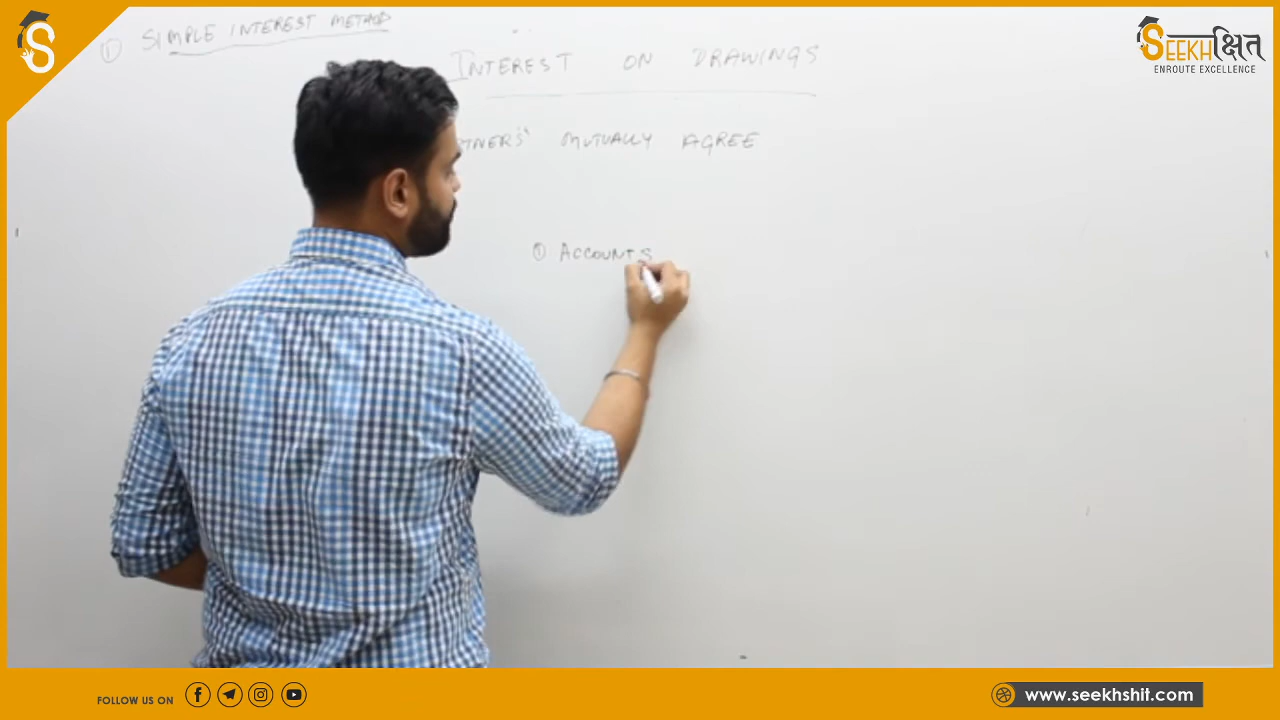 ① SIMPLE INTEREST METHOD
INTEREST ON DRAWINGS
MUTUALLY AGREE
① ACCOUNTS
S
SEEKHक्षित
ENROUTE EXCELLENCE
FOLLOW US ON
www.seekhshit.com